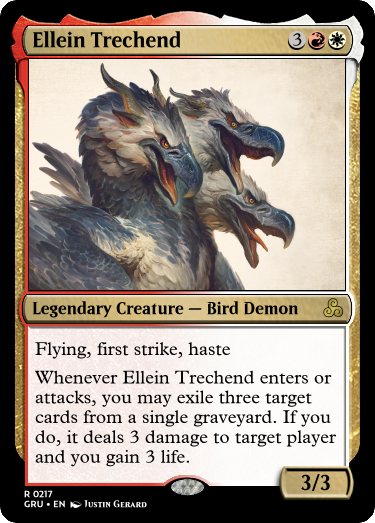 Ellein Trechend 3
Legendary Creature — Bird Demon
Flying, first strike, haste
Whenever Ellein Trechend enters or
attacks, you may exile three target
cards from a single graveyard. If you
do, it deals 3 damage to target player
and you gain 3 life.
3/3
R 0217
GRU • EN Justin Gerard